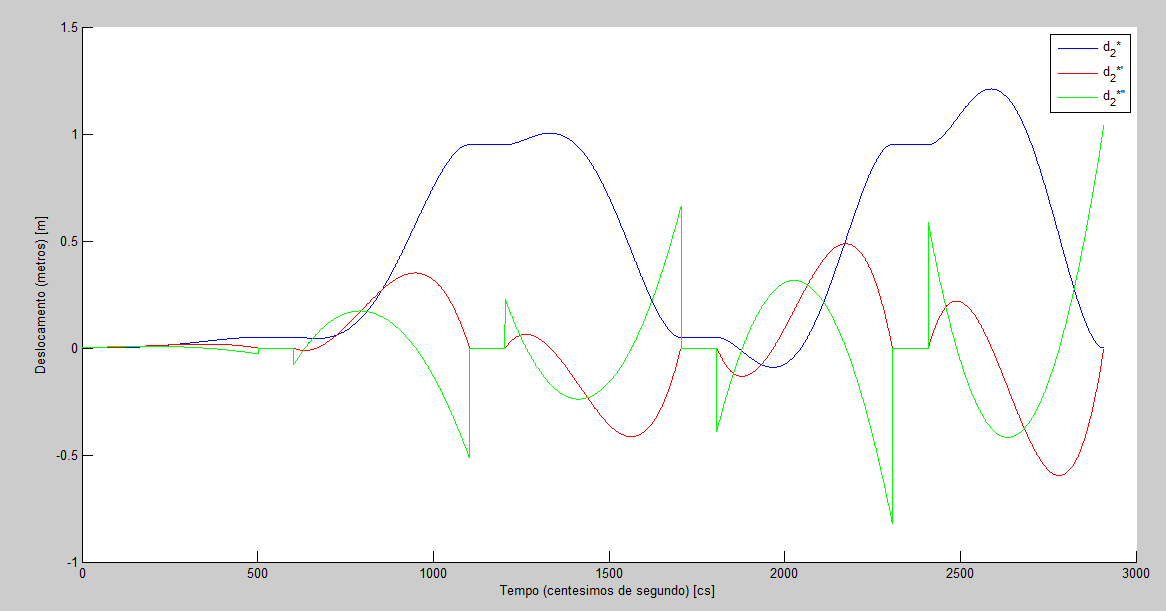 1.5
1
0.5
0
-0.5
-1
0
500
1000
1500
2000
2500
3000
Deslocamento (metros) [m]
Tempo (centesimos de segundo) [cs]
d2*
d2*'
d2*''